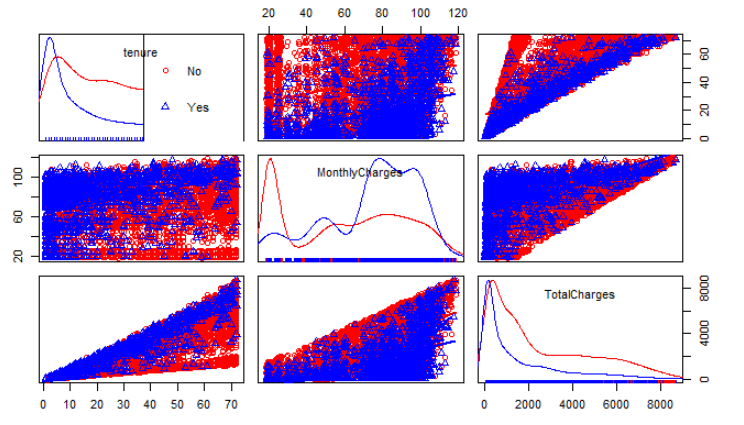 20 40 60 80 100 120
tenure
No
Yes
0 20 40 60
MonthlyCharges
20 60 100
TotalCharges
0 4000 8000
0 10 20 30 40 50 60 70
0 2000 4000 6000 8000